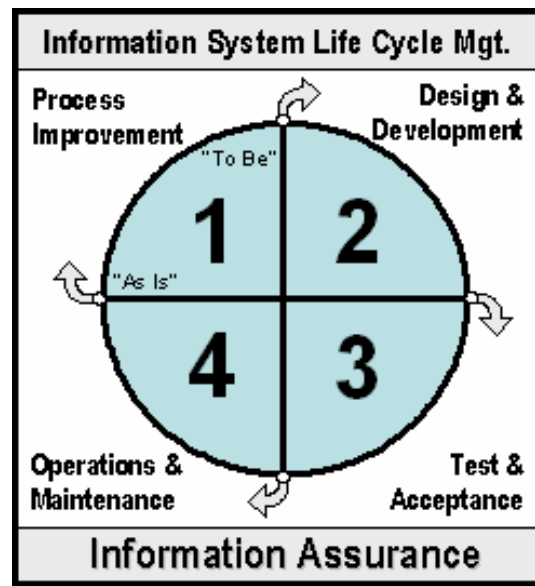 Information System Life Cycle Mgt.
Process
Improvement
Design &
Development
"To Be"
1
2
"As Is"
4
3
Operations &
Maintenance
Test &
Acceptance
Information Assurance